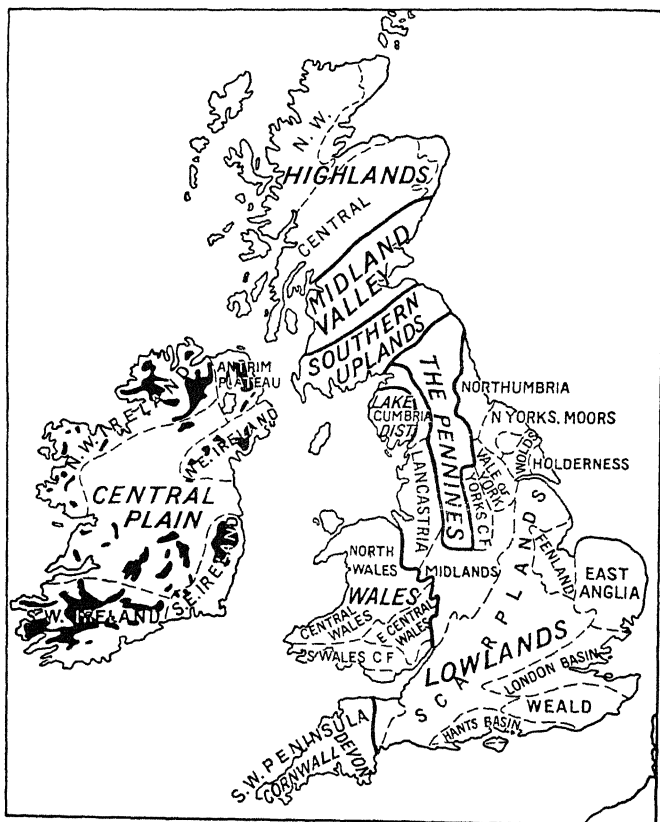 N. W.
HIGHLANDS
CENTRAL
MIDLAND
VALLEY
SOUTHERN
UPLANDS
ANTRIM
PLATEAU
N.W. IRELAND
N.E. IRELAND
LAKE
CUMBRIA
DIST.
THE PENNINES
NORTHUMBRIA
N YORKS. MOORS
WOLDS
HOLDERNESS
VALE OF
YORK
YORKS C F
LANCASTRIA
CENTRAL
PLAIN
S.E. IRELAND
S.W. IRELAND
NORTH
WALES
WALES
CENTRAL
WALES
E CENTRAL
WALES
S WALES C F
MIDLANDS
FENLAND
EAST
ANGLIA
SCARPLANDS
LOWLANDS
LONDON BASIN
WEALD
HANTS BASIN
S.W. PENINSULA
DEVON
CORNWALL